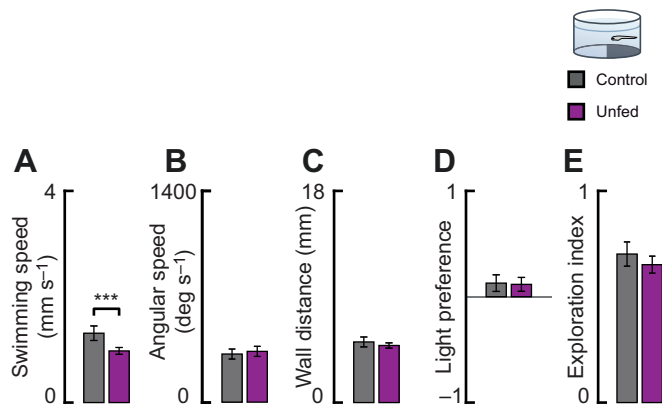 Control
Unfed
A
B
C
D
E
4
1400
18
1
1
Swimming speed
(mm s⁻¹)
***
0
Angular speed
(deg s⁻¹)
0
Wall distance (mm)
0
Light preference
–1
Exploration index
0